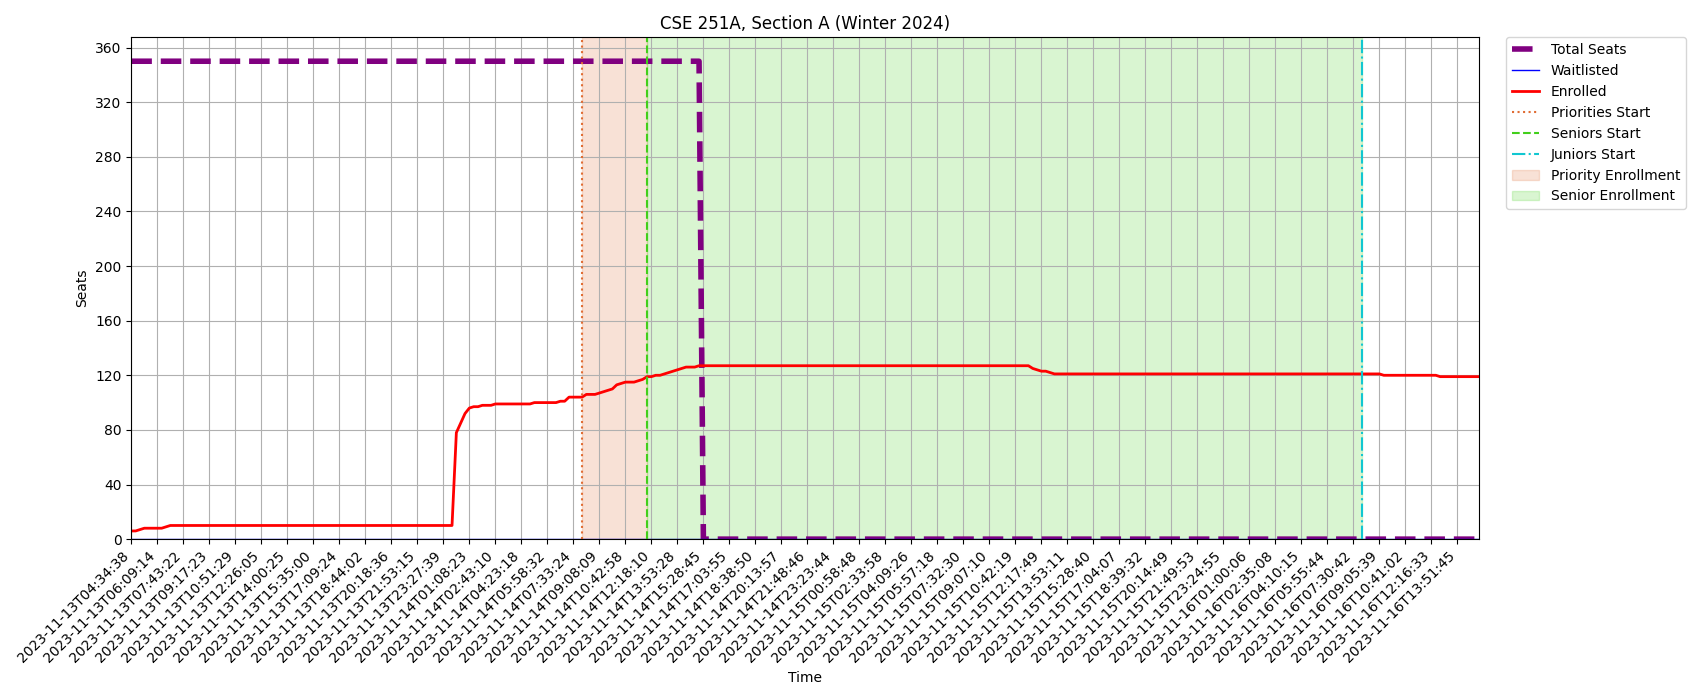 CSE 251A, Section A (Winter 2024)
360
320
280
240
200
160
120
80
40
0
Seats
2023-11-13T04:34:38
2023-11-13T06:09:14
2023-11-13T07:43:22
2023-11-13T09:17:23
2023-11-13T10:51:29
2023-11-13T12:26:05
2023-11-13T14:00:25
2023-11-13T15:35:00
2023-11-13T17:09:24
2023-11-13T18:44:02
2023-11-13T20:18:36
2023-11-13T21:53:15
2023-11-13T23:27:39
2023-11-14T01:08:23
2023-11-14T02:43:10
2023-11-14T04:23:18
2023-11-14T05:58:32
2023-11-14T07:33:24
2023-11-14T09:08:09
2023-11-14T10:42:58
2023-11-14T12:18:10
2023-11-14T13:53:28
2023-11-14T15:28:45
2023-11-14T17:03:55
2023-11-14T18:38:50
2023-11-14T20:13:57
2023-11-14T21:48:46
2023-11-14T23:23:44
2023-11-15T00:58:48
2023-11-15T02:33:58
2023-11-15T04:09:26
2023-11-15T05:57:18
2023-11-15T07:32:30
2023-11-15T09:07:10
2023-11-15T10:42:19
2023-11-15T12:17:49
2023-11-15T13:53:11
2023-11-15T15:28:40
2023-11-15T17:04:07
2023-11-15T18:39:32
2023-11-15T20:14:49
2023-11-15T21:49:53
2023-11-15T23:24:55
2023-11-16T01:00:06
2023-11-16T02:35:08
2023-11-16T04:10:15
2023-11-16T05:55:44
2023-11-16T07:30:42
2023-11-16T09:05:39
2023-11-16T10:41:02
2023-11-16T12:16:33
2023-11-16T13:51:45
Time
Total Seats
Waitlisted
Enrolled
Priorities Start
Seniors Start
Juniors Start
Priority Enrollment
Senior Enrollment